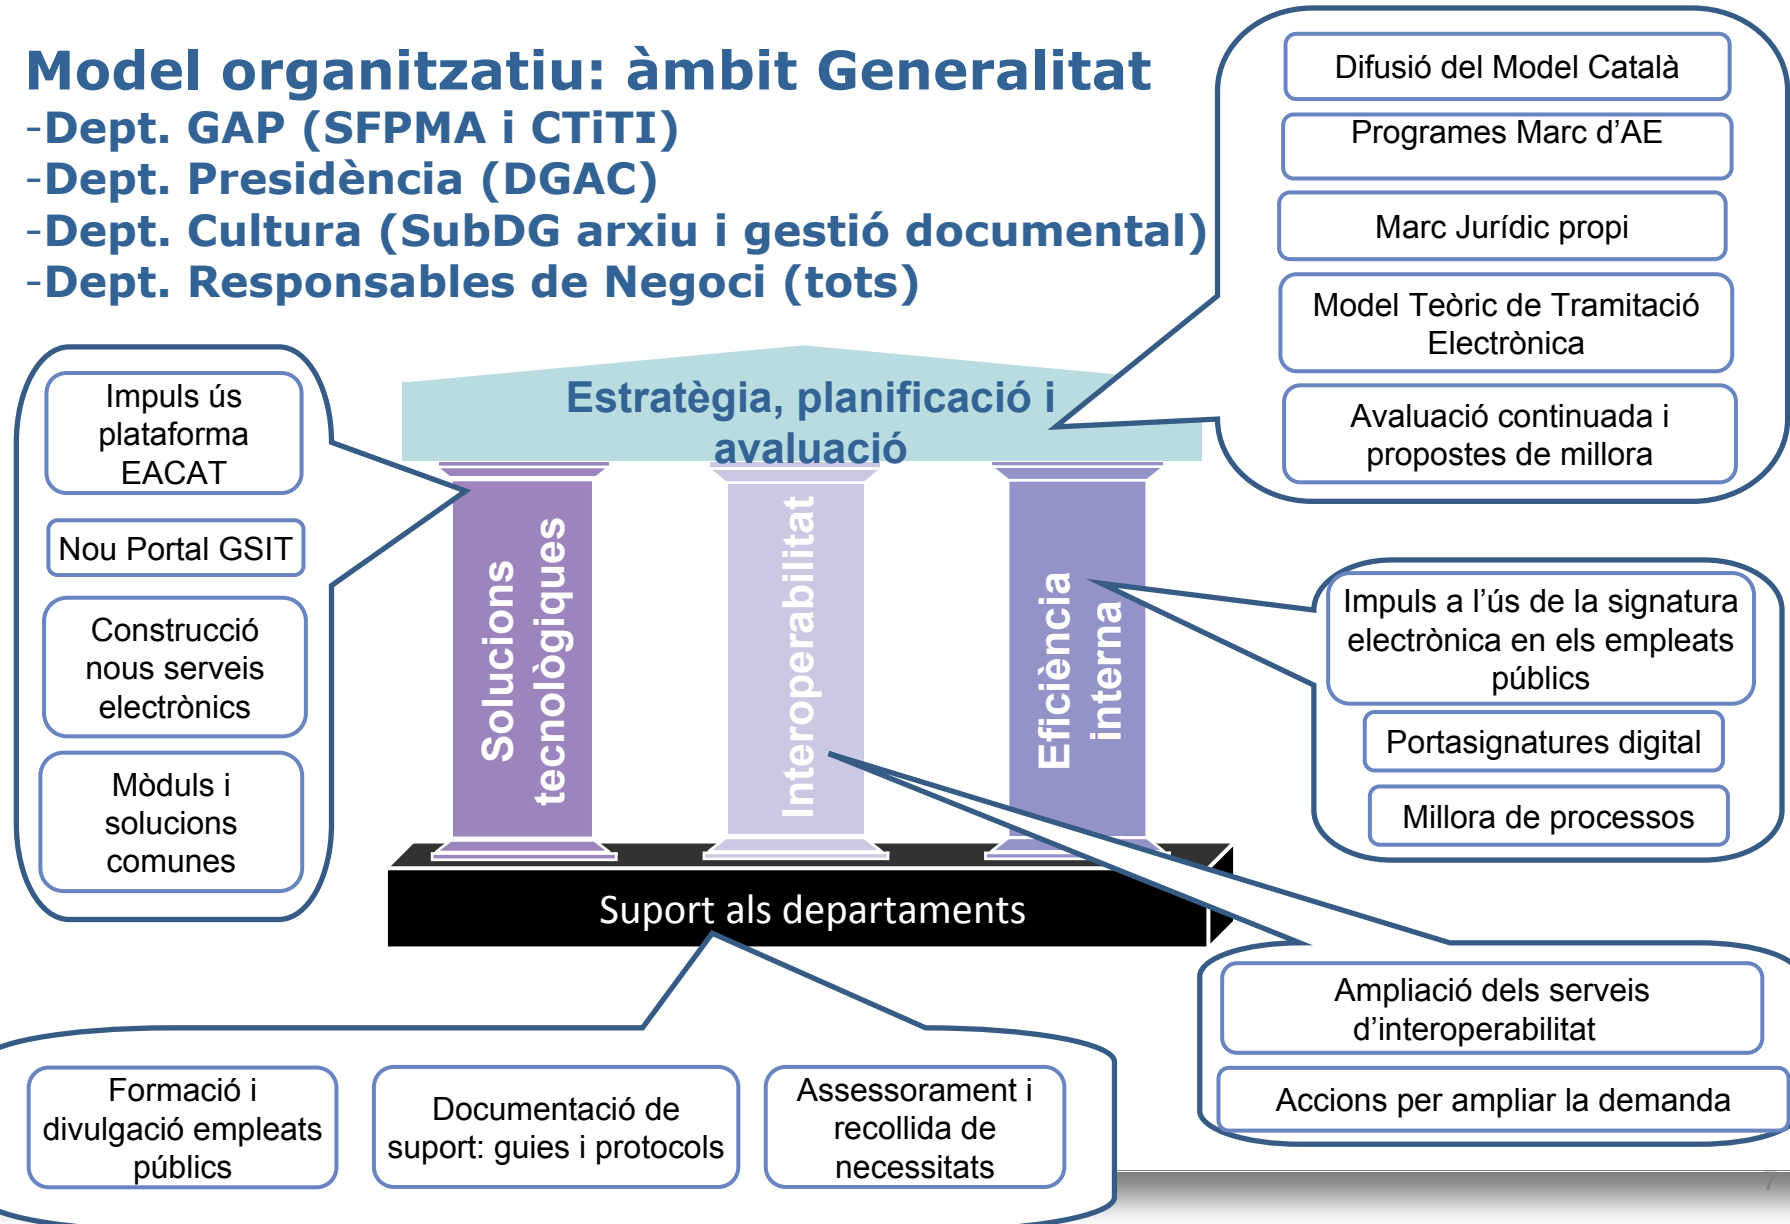 Model organitzatiu: àmbit Generalitat
-Dept. GAP (SFPMA i CTiTI)
-Dept. Presidència (DGAC)
-Dept. Cultura (SubDG arxiu i gestió documental)
-Dept. Responsables de Negoci (tots)
Difusió del Model Català
Programes Marc d’AE
Marc Jurídic propi
Model Teòric de Tramitació
Electrònica
Avaluació continuada i
propostes de millora
Estratègia, planificació i
avaluació
Impuls ús
plataforma
EACAT
Nou Portal GSIT
Construcció
nous serveis
electrònics
Mòduls i
solucions
comunes
Solucions
tecnològiques
Interoperabilitat
Eficiència
interna
Impuls a l’ús de la signatura
electrònica en els empleats
públics
Portasignatures digital
Millora de processos
Suport als departaments
Ampliació dels serveis
d’interoperabilitat
Accions per ampliar la demanda
Formació i
divulgació empleats
públics
Documentació de
suport: guies i protocols
Assessorament i
recollida de
necessitats
7